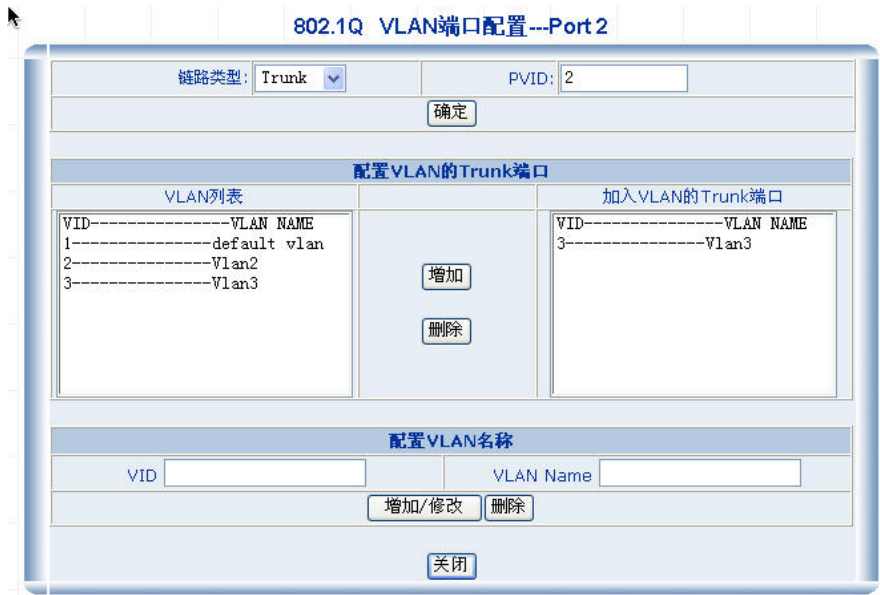 802.1Q VLAN端口配置---Port 2
链路类型: Trunk PVID: 2
确定
配置VLAN的Trunk端口
VLAN列表 加入VLAN的Trunk端口
VID---------------VLAN NAME
1---------------default vlan
2---------------Vlan2
3---------------Vlan3
增加
删除
VID---------------VLAN NAME
3---------------Vlan3
配置VLAN名称
VID VLAN Name
增加/修改 删除
关闭